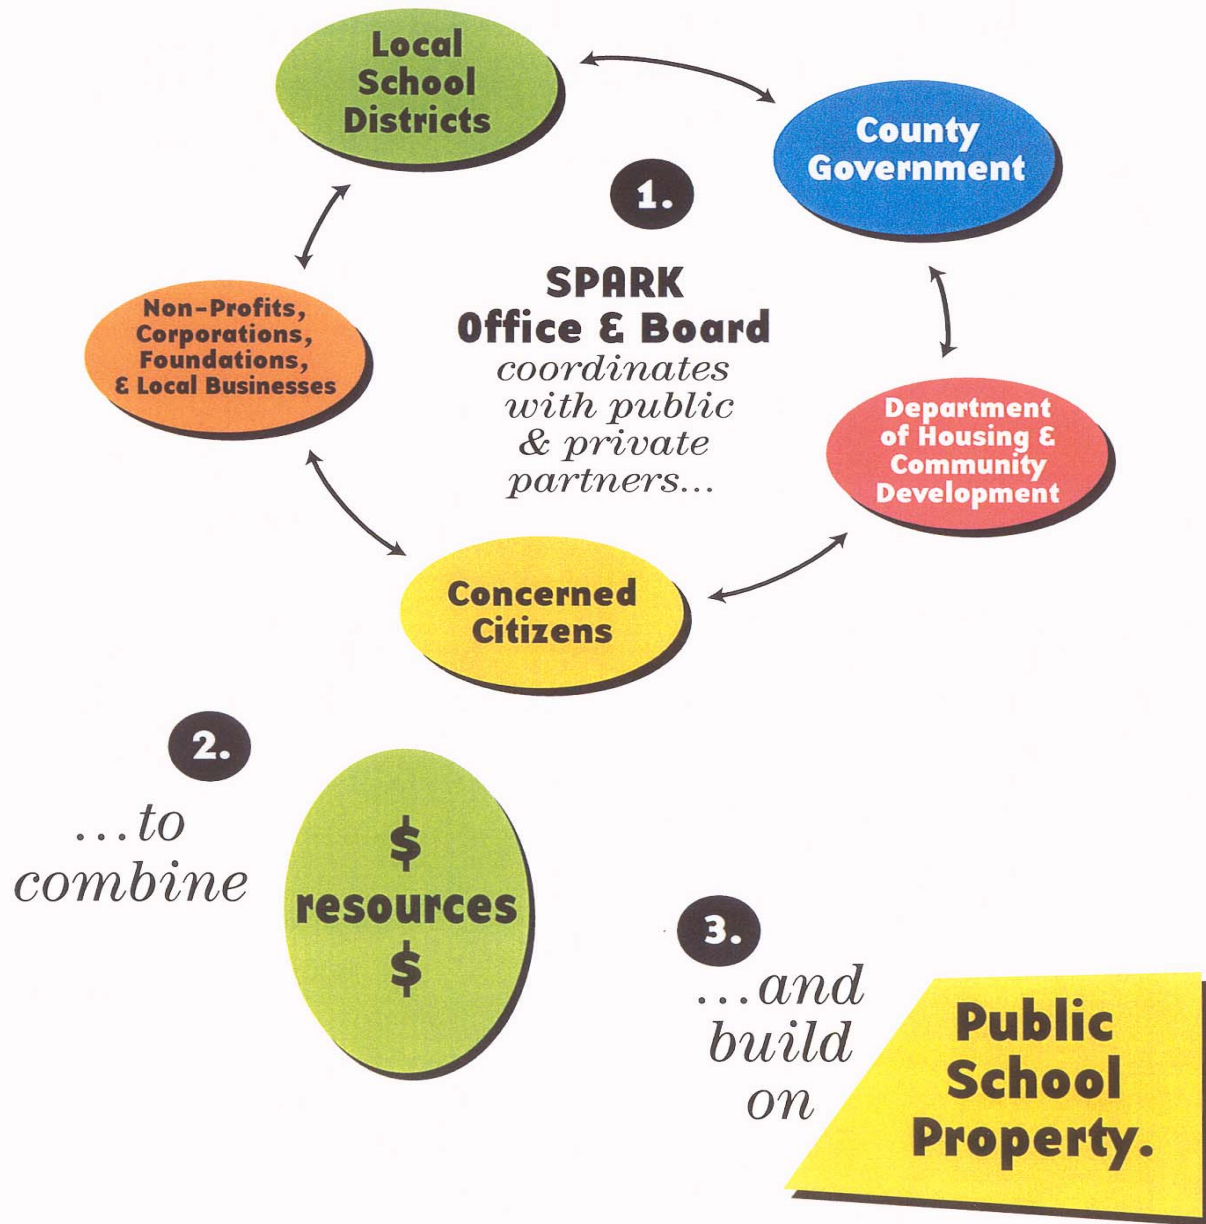 Local
School
Districts
County
Government
1.
SPARK
Office & Board
coordinates
with public
& private
partners...
Non-Profits,
Corporations,
Foundations,
& Local Businesses
Department
of Housing &
Community
Development
Concerned
Citizens
2.
...to
combine
$
resources
$
3.
...and
build
on
Public
School
Property.